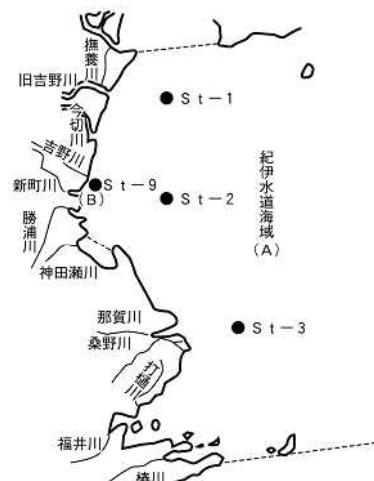 撫養川
旧吉野川
St-1
今切川
吉野川
紀伊水道海域
(A)
新町川
St-9
(B)
St-2
勝浦川
神田瀬川
那賀川
St-3
桑野川
打樋川
福井川
椿川